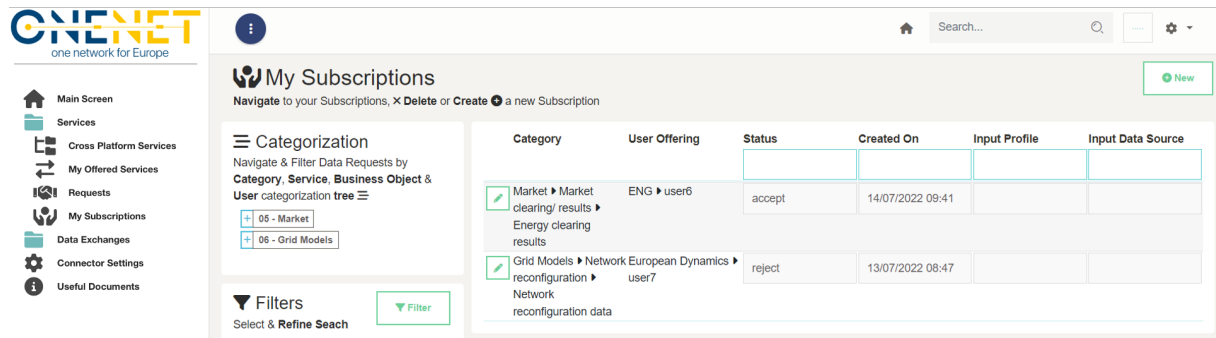 ONENET
one network for Europe
Search...
Main Screen
Services
Cross Platform Services
My Offered Services
Requests
My Subscriptions
Data Exchanges
Connector Settings
Useful Documents
My Subscriptions
Navigate to your Subscriptions, × Delete or Create a new Subscription
New
Categorization
Navigate & Filter Data Requests by
Category, Service, Business Object &
User categorization tree
+ 05 - Market
+ 06 - Grid Models
Filters
Select & Refine Seach
Filter
Category User Offering Status Created On Input Profile Input Data Source
Market ▶ Market ENG ▶ user6 accept 14/07/2022 09:41
clearing/ results ▶
Energy clearing
results
Grid Models ▶ Network European Dynamics ▶ reject 13/07/2022 08:47
reconfiguration ▶ user7
Network
reconfiguration data